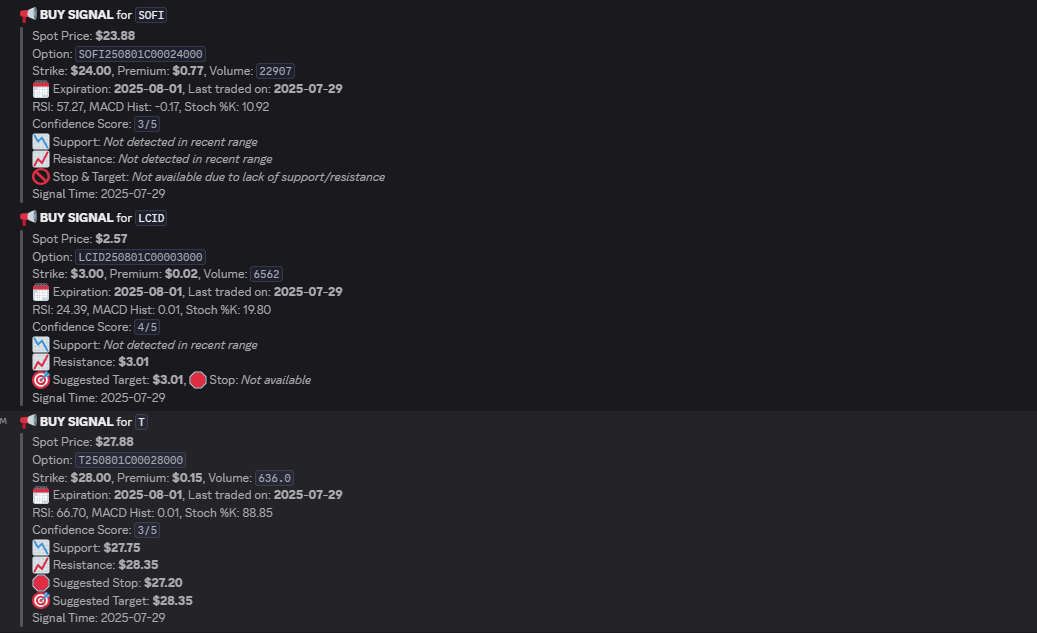 BUY SIGNAL for SOFI
Spot Price: $23.88
Option: SOFI250801C00024000
Strike: $24.00, Premium: $0.77, Volume: 22907
Expiration: 2025-08-01, Last traded on: 2025-07-29
RSI: 57.27, MACD Hist: -0.17, Stoch %K: 10.92
Confidence Score: 3/5
Support: Not detected in recent range
Resistance: Not detected in recent range
Stop & Target: Not available due to lack of support/resistance
Signal Time: 2025-07-29
BUY SIGNAL for LCID
Spot Price: $2.57
Option: LCID250801C00003000
Strike: $3.00, Premium: $0.02, Volume: 6562
Expiration: 2025-08-01, Last traded on: 2025-07-29
RSI: 24.39, MACD Hist: 0.01, Stoch %K: 19.80
Confidence Score: 4/5
Support: Not detected in recent range
Resistance: $3.01
Suggested Target: $3.01, Stop: Not available
Signal Time: 2025-07-29
M BUY SIGNAL for T
Spot Price: $27.88
Option: T250801C00028000
Strike: $28.00, Premium: $0.15, Volume: 636.0
Expiration: 2025-08-01, Last traded on: 2025-07-29
RSI: 66.70, MACD Hist: 0.01, Stoch %K: 88.85
Confidence Score: 3/5
Support: $27.75
Resistance: $28.35
Suggested Stop: $27.20
Suggested Target: $28.35
Signal Time: 2025-07-29